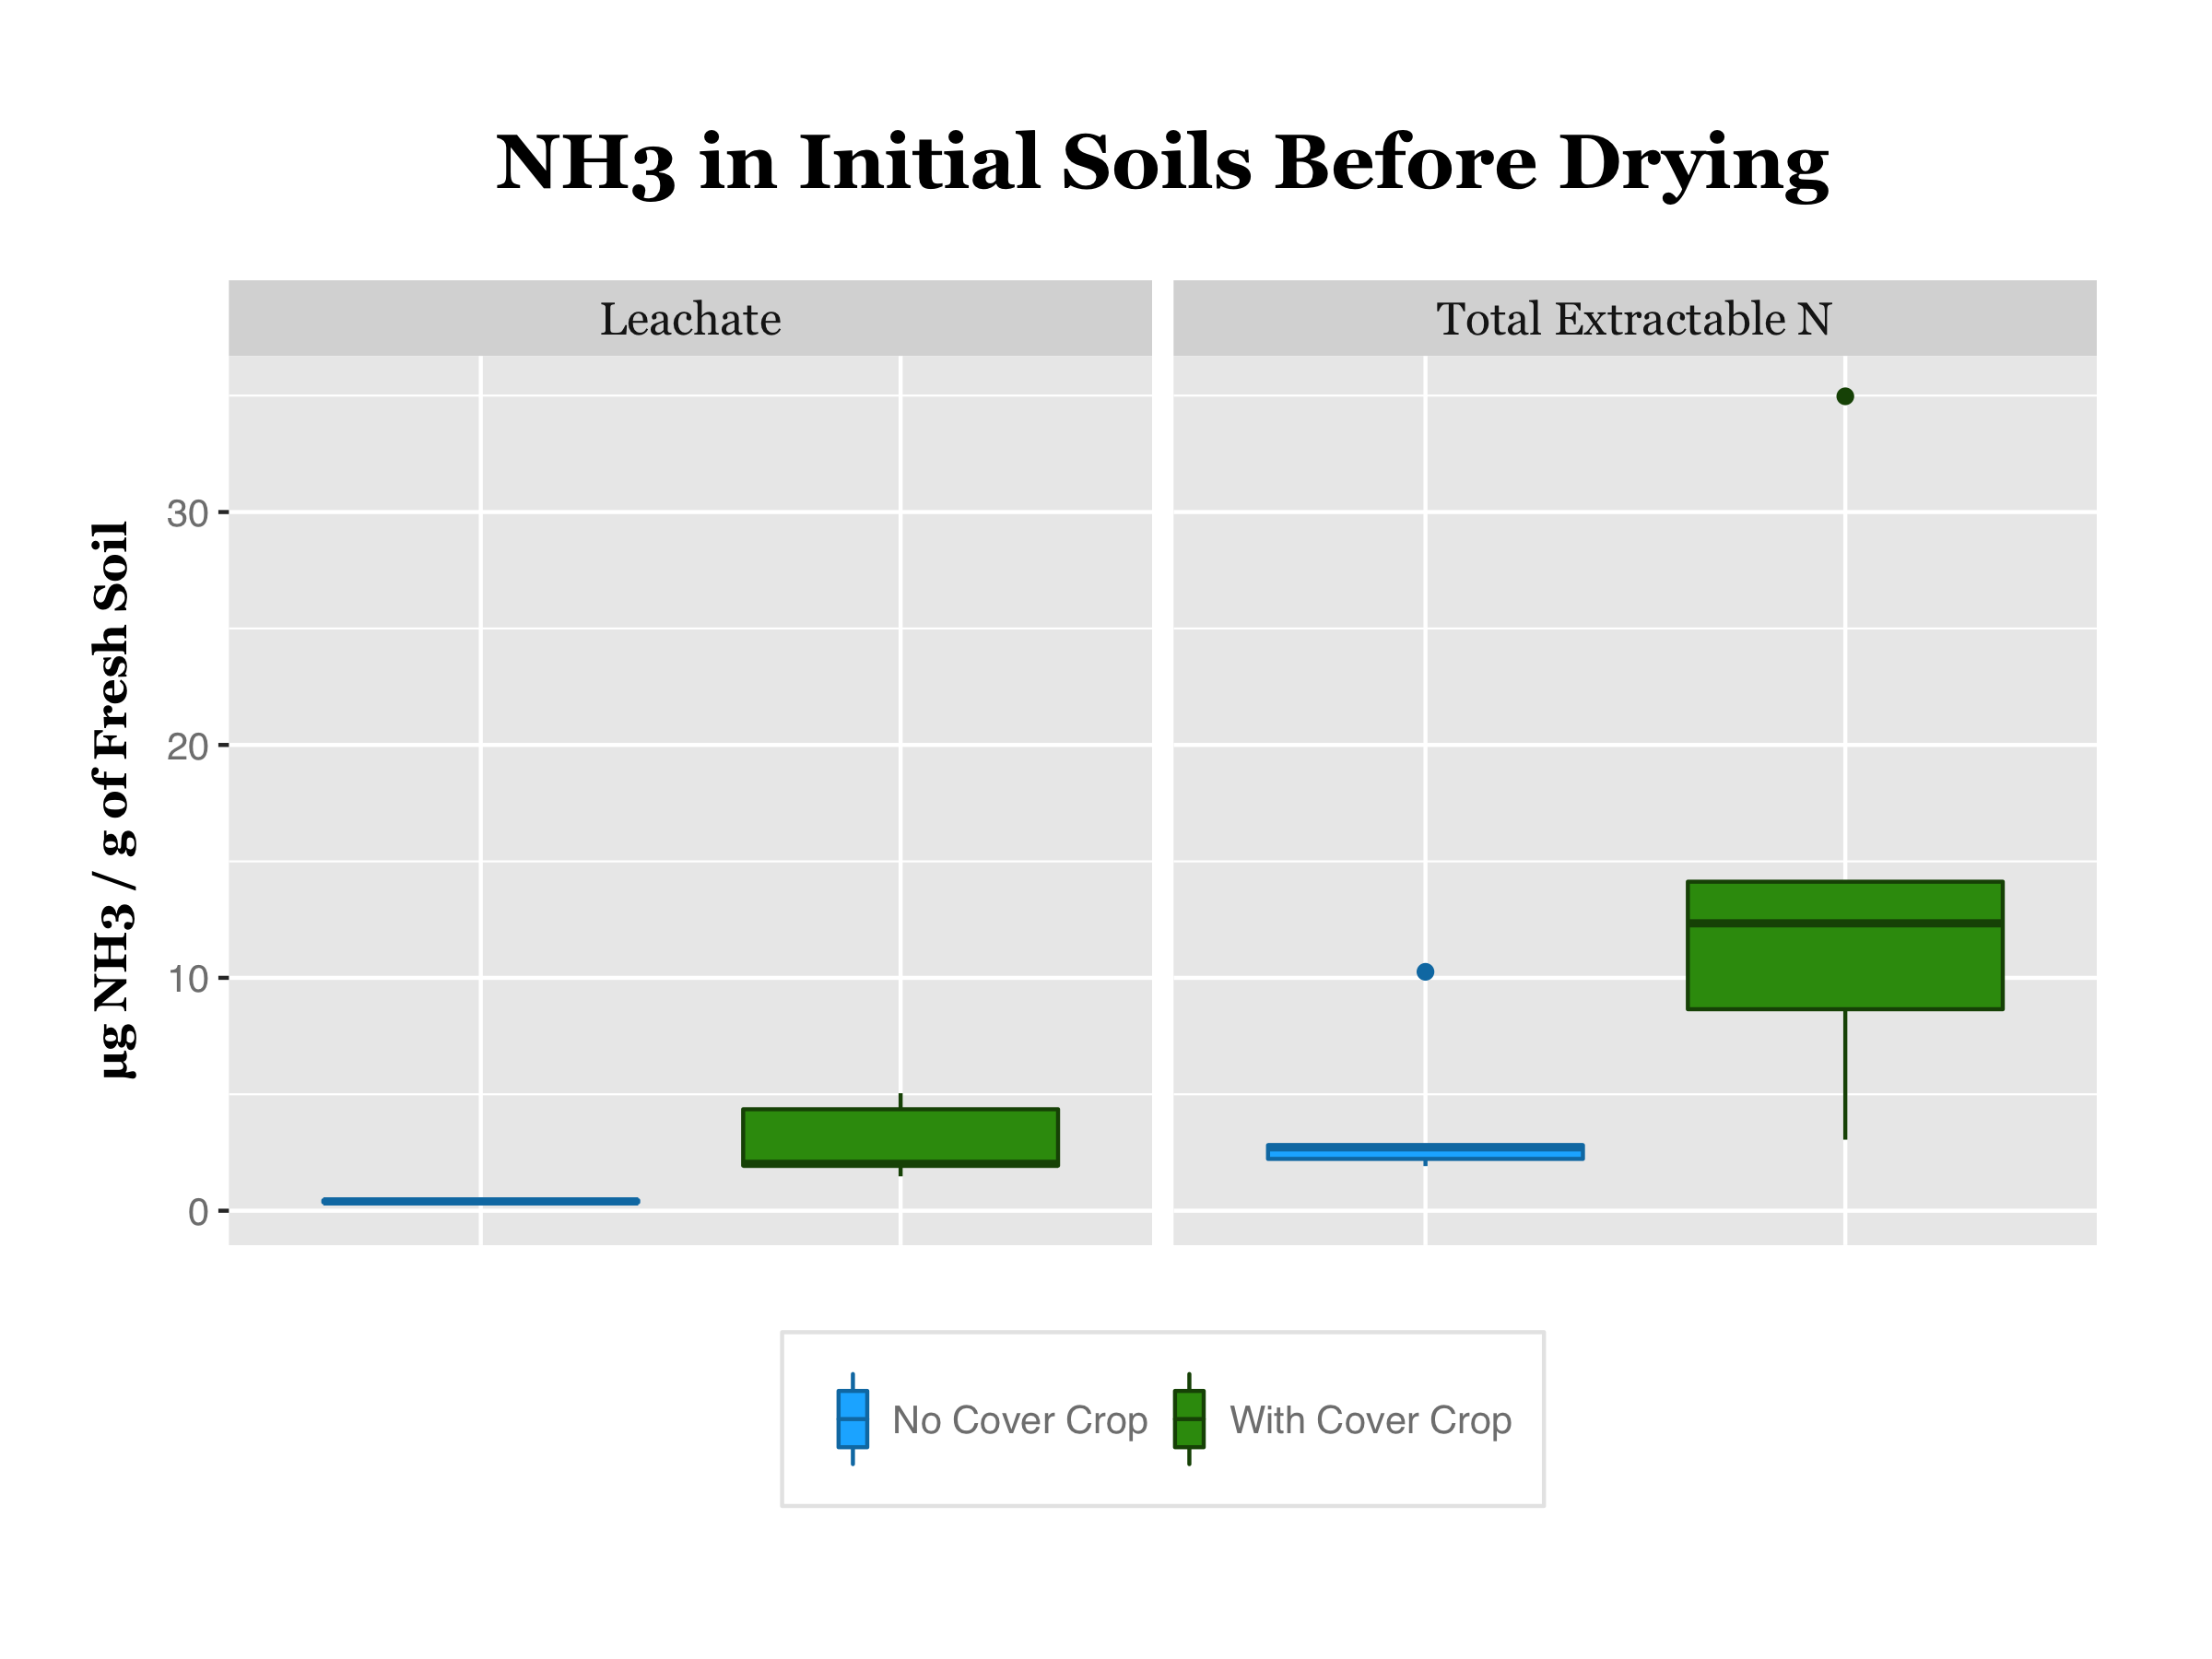 NH3 in Initial Soils Before Drying
Leachate
Total Extractable N
µg NH3 / g of Fresh Soil
30
20
10
0
No Cover Crop
With Cover Crop